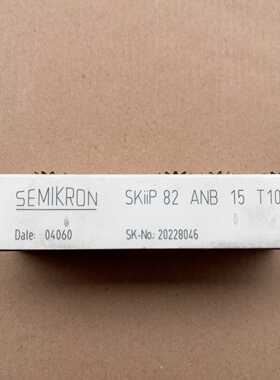 SEMIKRON SKiiP 82 ANB 15 T10
Date: 04060 SK-No.: 20228046